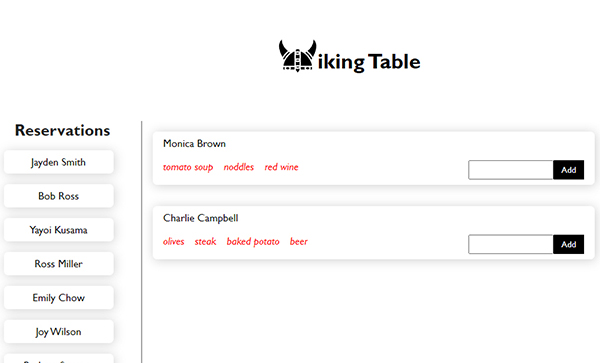 iking Table
Reservations
Jayden Smith
Bob Ross
Yayoi Kusama
Ross Miller
Emily Chow
Joy Wilson
Monica Brown
tomato soup noddles red wine
Add
Charlie Campbell
olives steak baked potato beer
Add